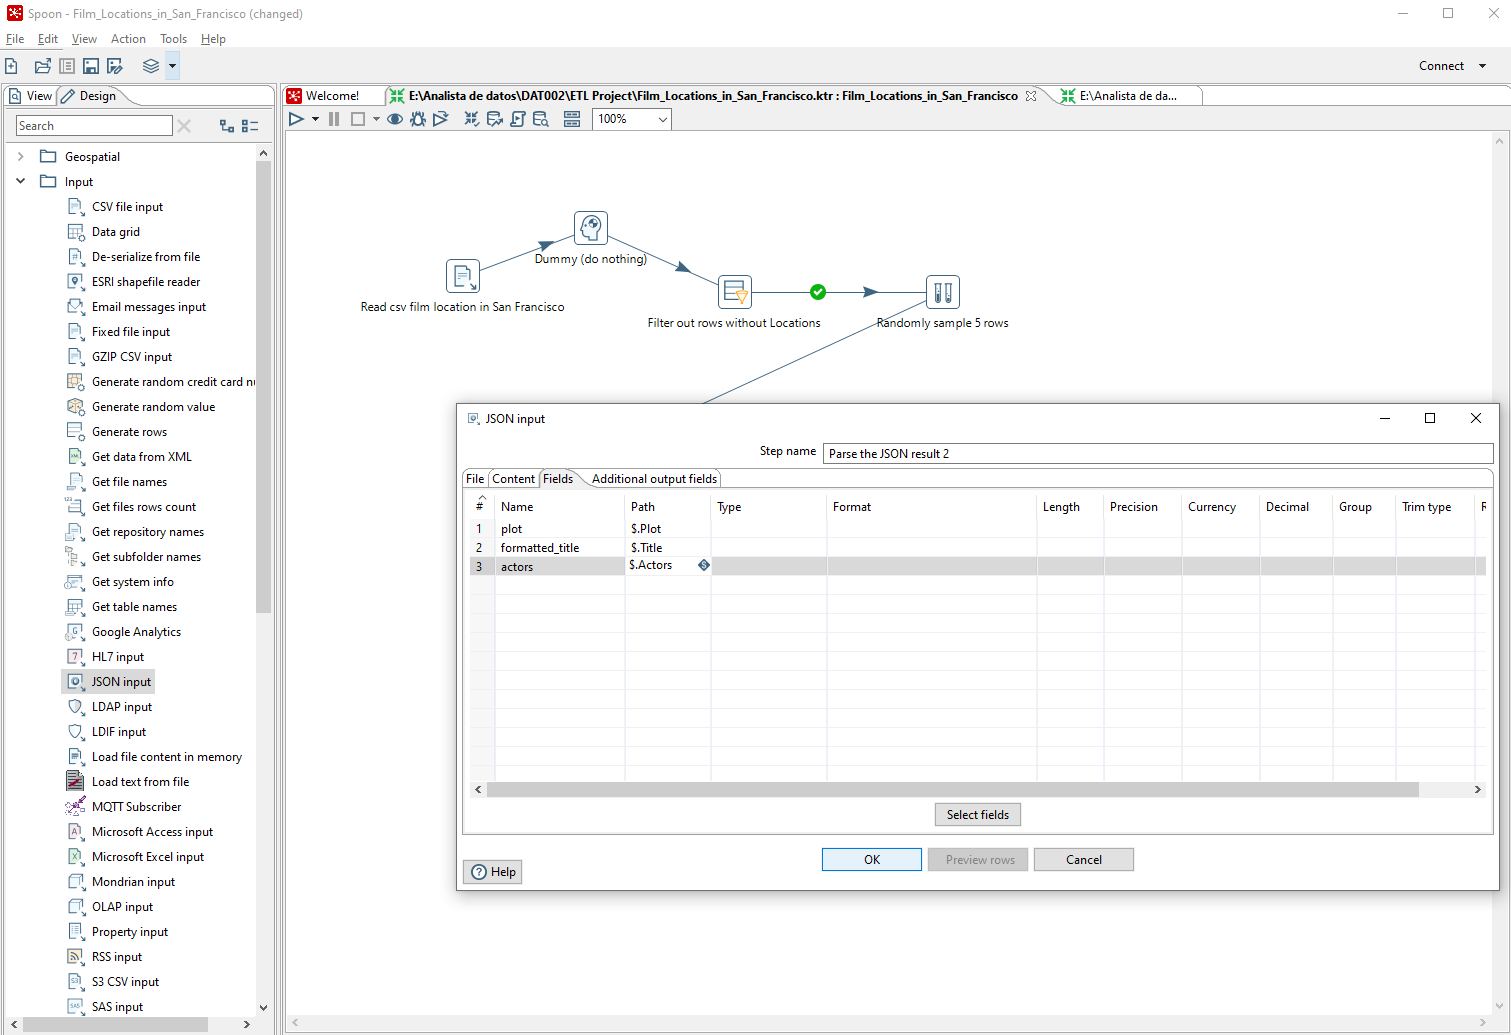 Spoon - Film_Locations_in_San_Francisco (changed)
File Edit View Action Tools Help
Connect
View Design
Welcome! E:\Analista de datos\DAT002\ETL Project\Film_Locations_in_San_Francisco.ktr : Film_Locations_in_San_Francisco E:\Analista de da...
Search
100%
Geospatial
Input
CSV file input
Data grid
De-serialize from file
ESRI shapefile reader
Email messages input
Fixed file input
GZIP CSV input
Generate random credit card nu
Generate random value
Generate rows
Get data from XML
Get file names
Get files rows count
Get repository names
Get subfolder names
Get system info
Get table names
Google Analytics
HL7 input
JSON input
LDAP input
LDIF input
Load file content in memory
Load text from file
MQTT Subscriber
Microsoft Access input
Microsoft Excel input
Mondrian input
OLAP input
Property input
RSS input
S3 CSV input
SAS input
Dummy (do nothing)
Read csv film location in San Francisco
Filter out rows without Locations
Randomly sample 5 rows
JSON input
Step name Parse the JSON result 2
File Content Fields Additional output fields
# Name Path Type Format Length Precision Currency Decimal Group Trim type R
1 plot $.Plot
2 formatted_title $.Title
3 actors $.Actors
Select fields
OK Preview rows Cancel
Help